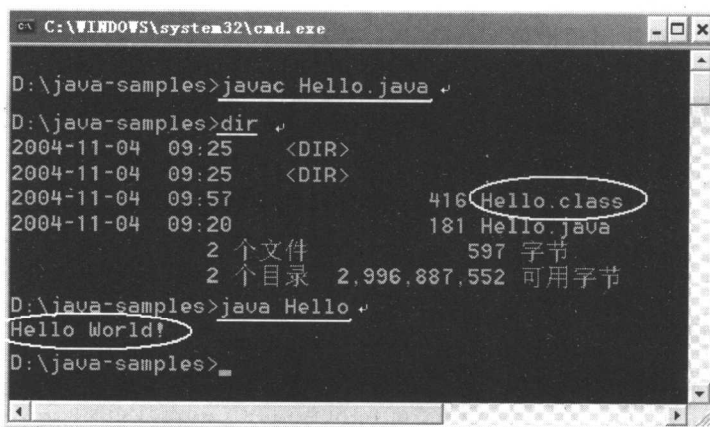 C:\WINDOWS\system32\cmd.exe
D:\java-samples>javac Hello.java
D:\java-samples>dir
2004-11-04 09:25 <DIR>
2004-11-04 09:25 <DIR>
2004-11-04 09:57 416 Hello.class
2004-11-04 09:20 181 Hello.java
2 个文件 597 字节
2 个目录 2,996,887,552 可用字节
D:\java-samples>java Hello
Hello World!
D:\java-samples>_